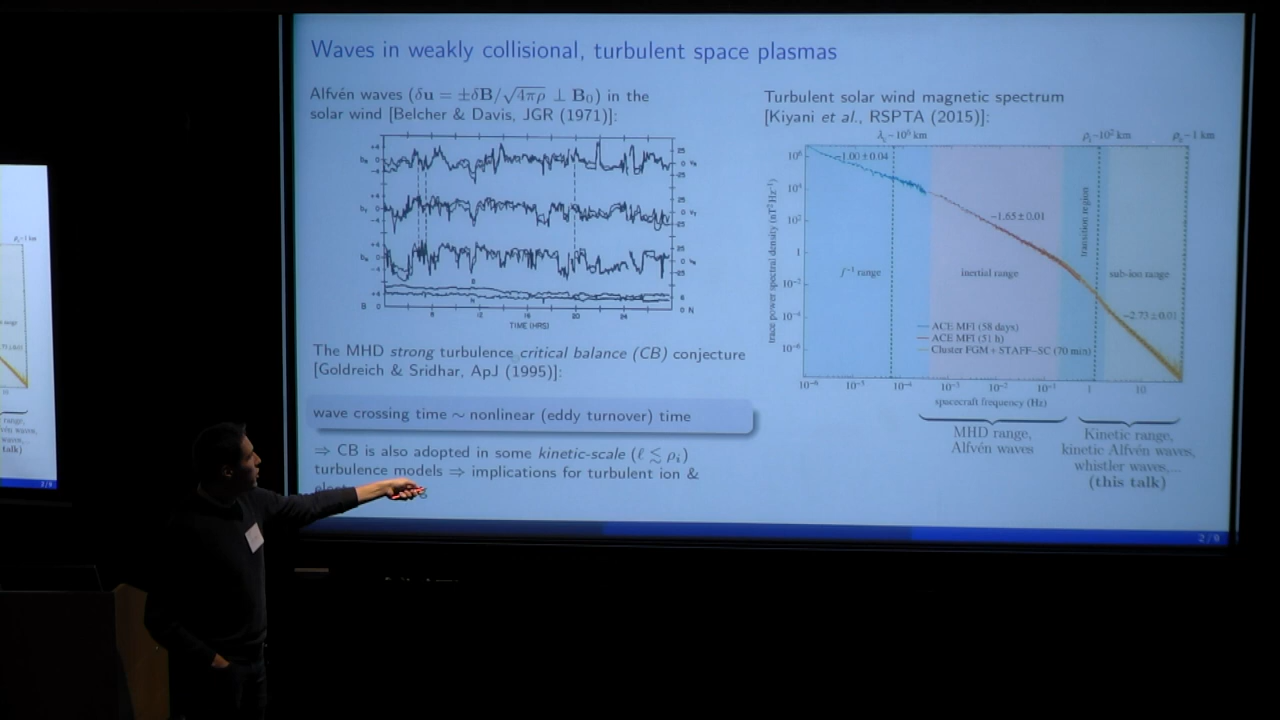 Waves in weakly collisional, turbulent space plasmas
Alfvén waves (δu = ±δB/√4πρ ⊥ B₀) in the
solar wind [Belcher & Davis, JGR (1971)]:
TIME (HRS)
The MHD strong turbulence critical balance (CB) conjecture
[Goldreich & Sridhar, ApJ (1995)]:
wave crossing time ∼ nonlinear (eddy turnover) time
⇒ CB is also adopted in some kinetic-scale (ℓ ≲ ρᵢ)
turbulence models ⇒ implications for turbulent ion &
Turbulent solar wind magnetic spectrum
[Kiyani et al., RSPTA (2015)]:
λ꜀~10⁶ km
ρᵢ~10² km
ρₑ~1 km
trace power spectral density (nT² Hz⁻¹)
−1.00±0.04
−1.65±0.01
−2.73±0.01
f⁻¹ range
inertial range
transition region
sub-ion range
ACE MFI (58 days)
ACE MFI (51 h)
Cluster FGM + STAFF-SC (70 min)
spacecraft frequency (Hz)
MHD range,
Alfvén waves
Kinetic range,
kinetic Alfvén waves,
whistler waves,...
(this talk)
2 / 9